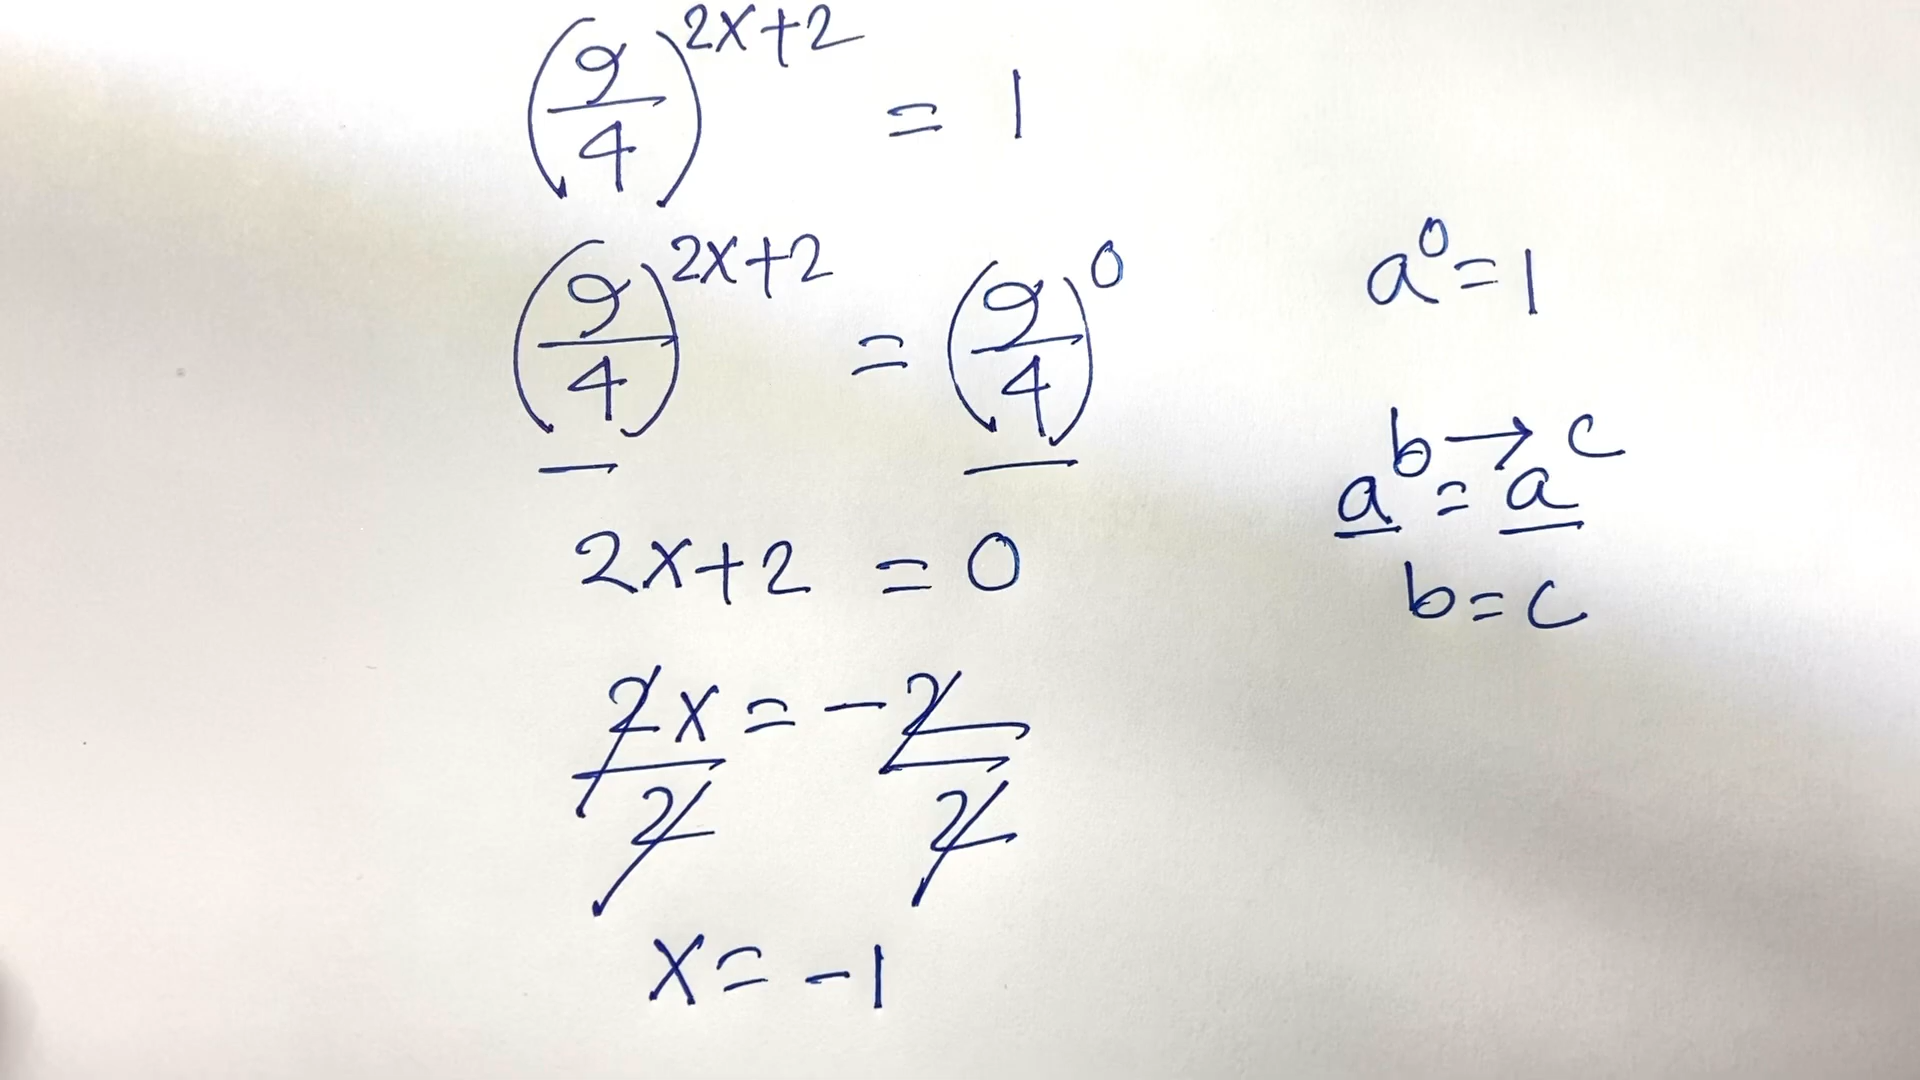 (9/4)^(2x+2) = 1
(9/4)^(2x+2) = (9/4)^0
a^0 = 1
2x+2 = 0
a^b → a^c
b = c
2x/2 = -2/2
x = -1